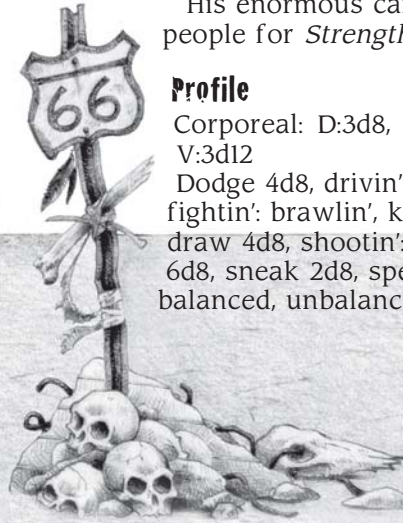 His enormous ca
people for Strength
66
Profile
Corporeal: D:3d8,
V:3d12
Dodge 4d8, drivin'
fightin': brawlin', k
draw 4d8, shootin':
6d8, sneak 2d8, spe
balanced, unbalanc